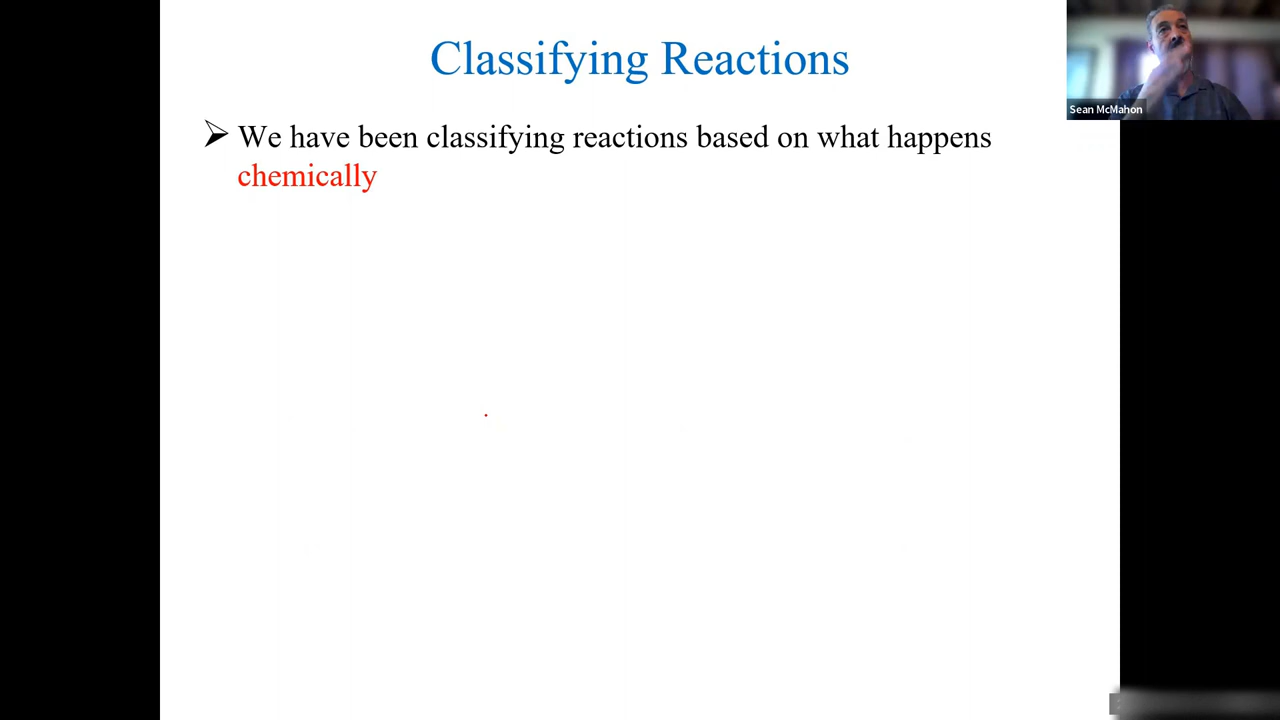 Classifying Reactions
We have been classifying reactions based on what happens
chemically
Sean McMahon